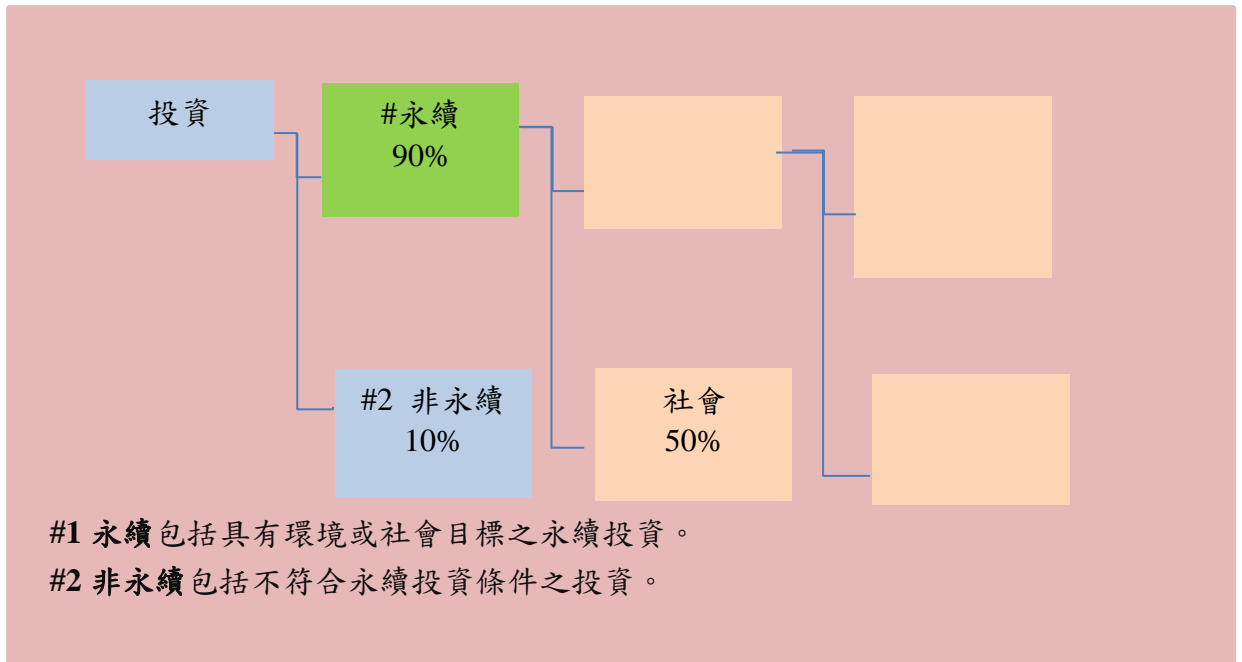 投資
#永續
90%
#2 非永續
10%
社會
50%
#1 永續包括具有環境或社會目標之永續投資。
#2 非永續包括不符合永續投資條件之投資。